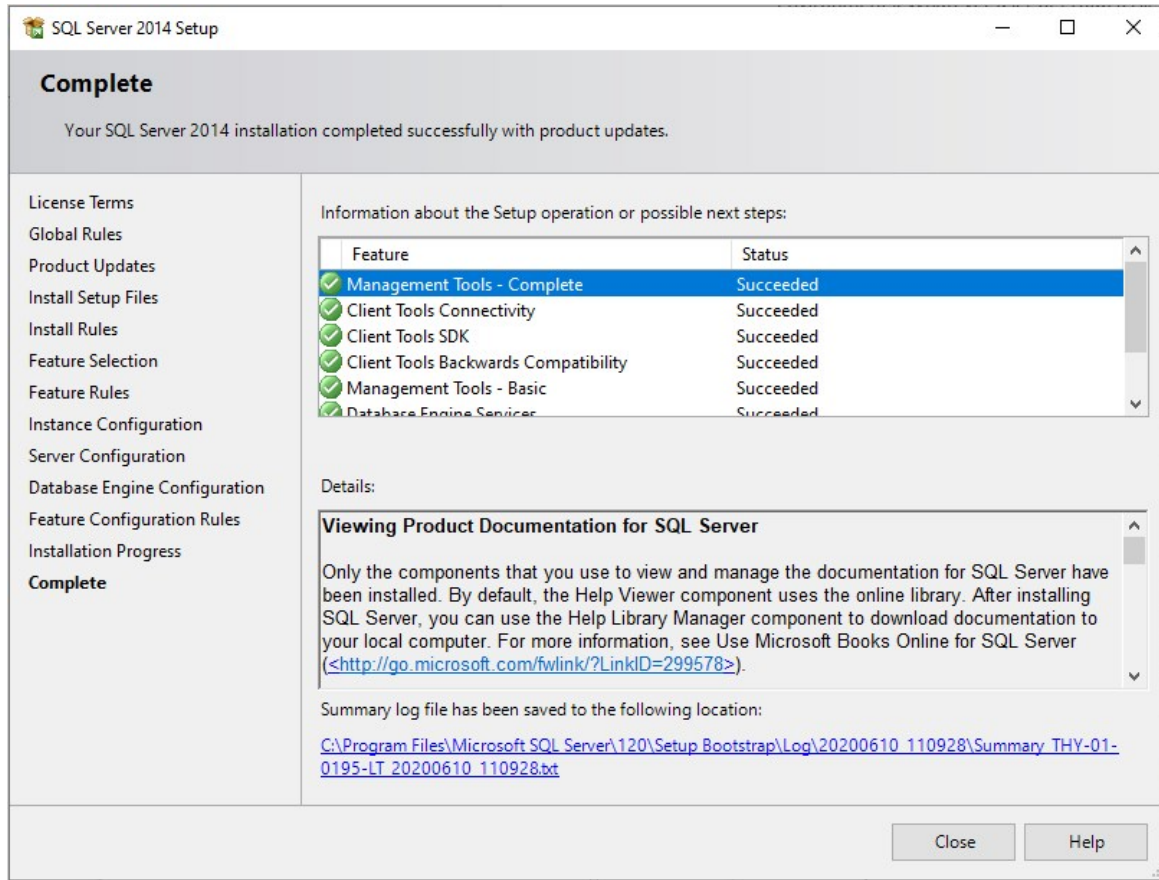 SQL Server 2014 Setup
Complete
Your SQL Server 2014 installation completed successfully with product updates.
License Terms
Global Rules
Product Updates
Install Setup Files
Install Rules
Feature Selection
Feature Rules
Instance Configuration
Server Configuration
Database Engine Configuration
Feature Configuration Rules
Installation Progress
Complete
Information about the Setup operation or possible next steps:
Feature Status
Management Tools - Complete Succeeded
Client Tools Connectivity Succeeded
Client Tools SDK Succeeded
Client Tools Backwards Compatibility Succeeded
Management Tools - Basic Succeeded
Database Engine Services Succeeded
Details:
Viewing Product Documentation for SQL Server
Only the components that you use to view and manage the documentation for SQL Server have
been installed. By default, the Help Viewer component uses the online library. After installing
SQL Server, you can use the Help Library Manager component to download documentation to
your local computer. For more information, see Use Microsoft Books Online for SQL Server
(<http://go.microsoft.com/fwlink/?LinkID=299578>).
Summary log file has been saved to the following location:
C:\Program Files\Microsoft SQL Server\120\Setup Bootstrap\Log\20200610_110928\Summary_THY-01-
0195-LT_20200610_110928.txt
Close Help